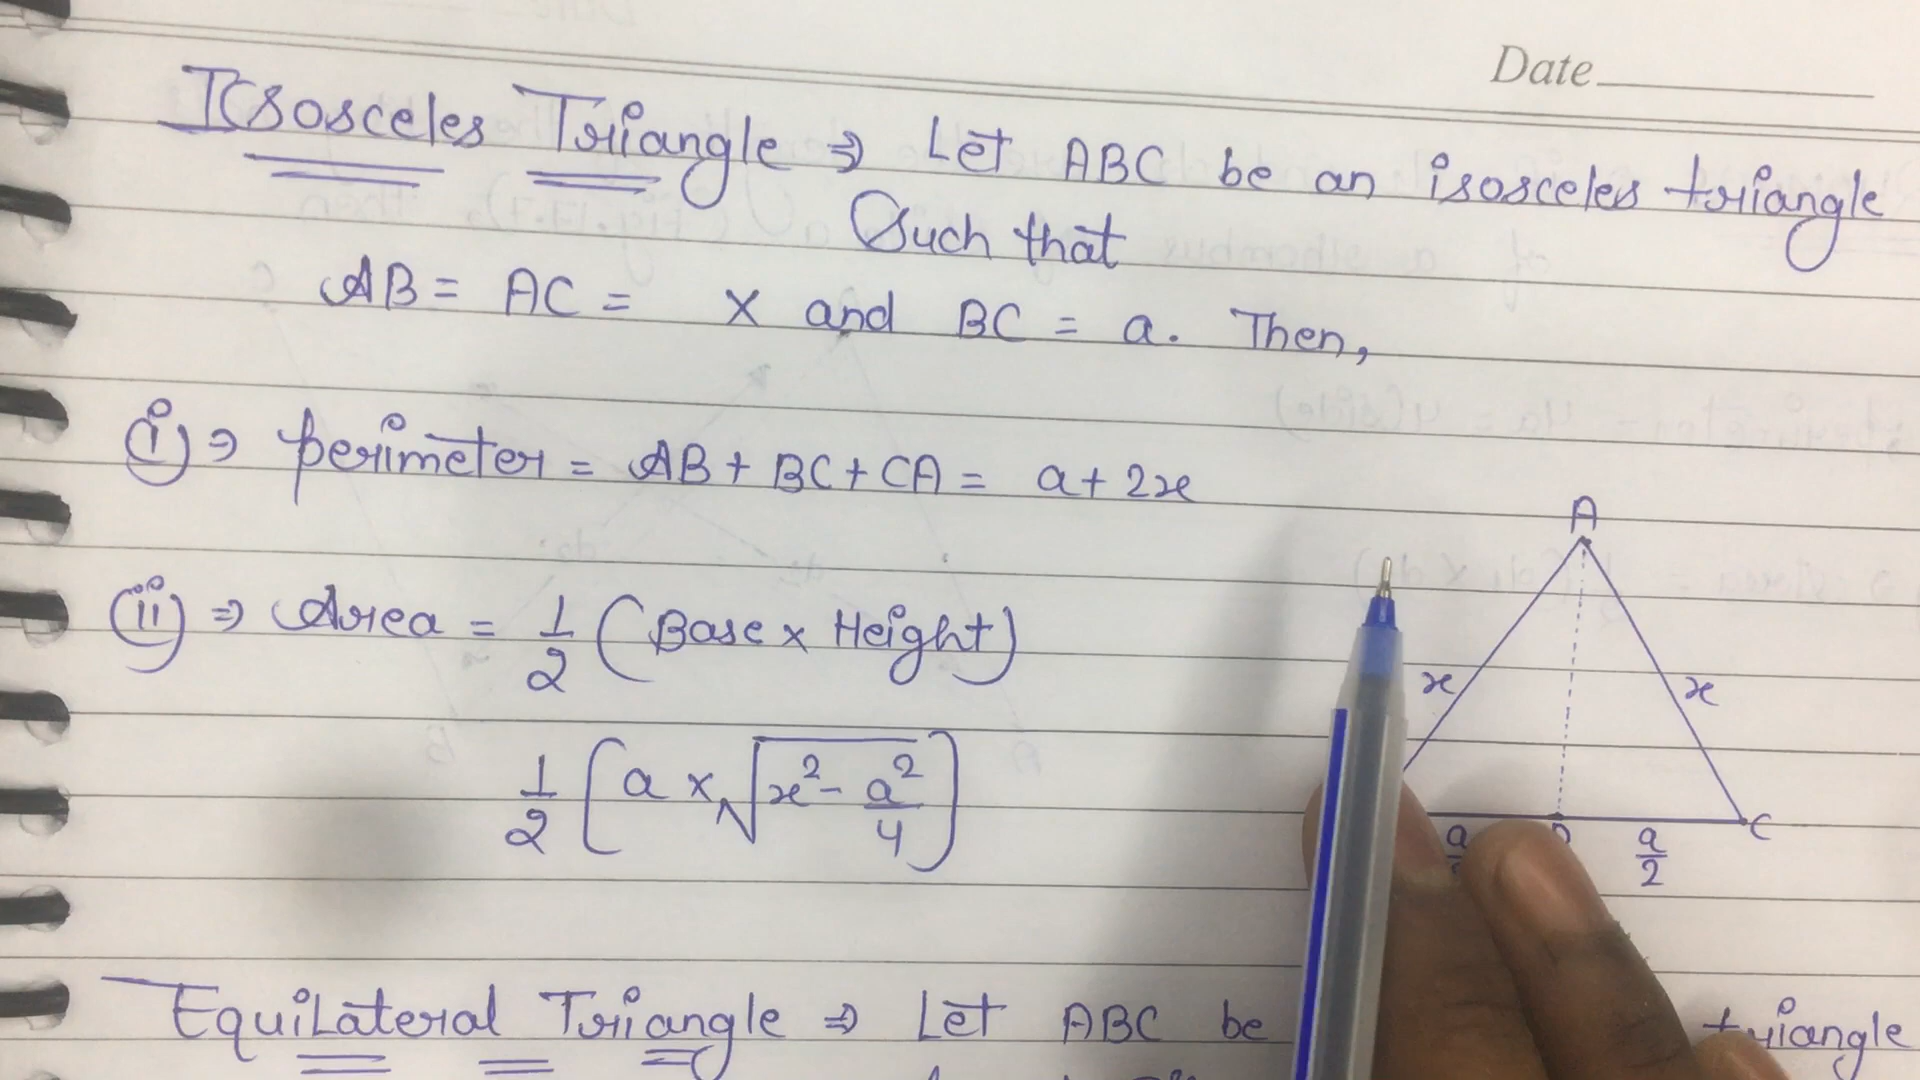 Date
Isosceles Triangle ⇒ Let ABC be an isosceles triangle
Such that
AB = AC = x and BC = a. Then,
(i) ⇒ perimeter = AB + BC + CA = a + 2x
(ii) ⇒ Area = 1/2 (Base x Height)
1/2 [a x √(x² - a²/4)]
A
x x
C
a a/2
Equilateral Triangle ⇒ Let ABC be triangle